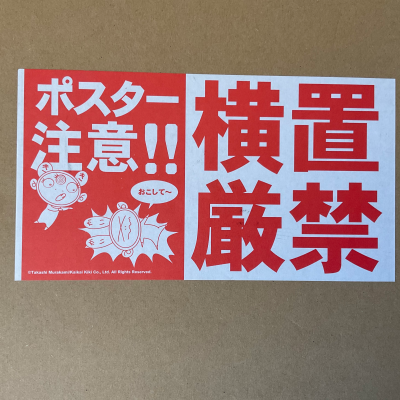 ポスター
注意!!
おこして〜
©Takashi Murakami/Kaikai Kiki Co., Ltd. All Rights Reserved.
横置
厳禁